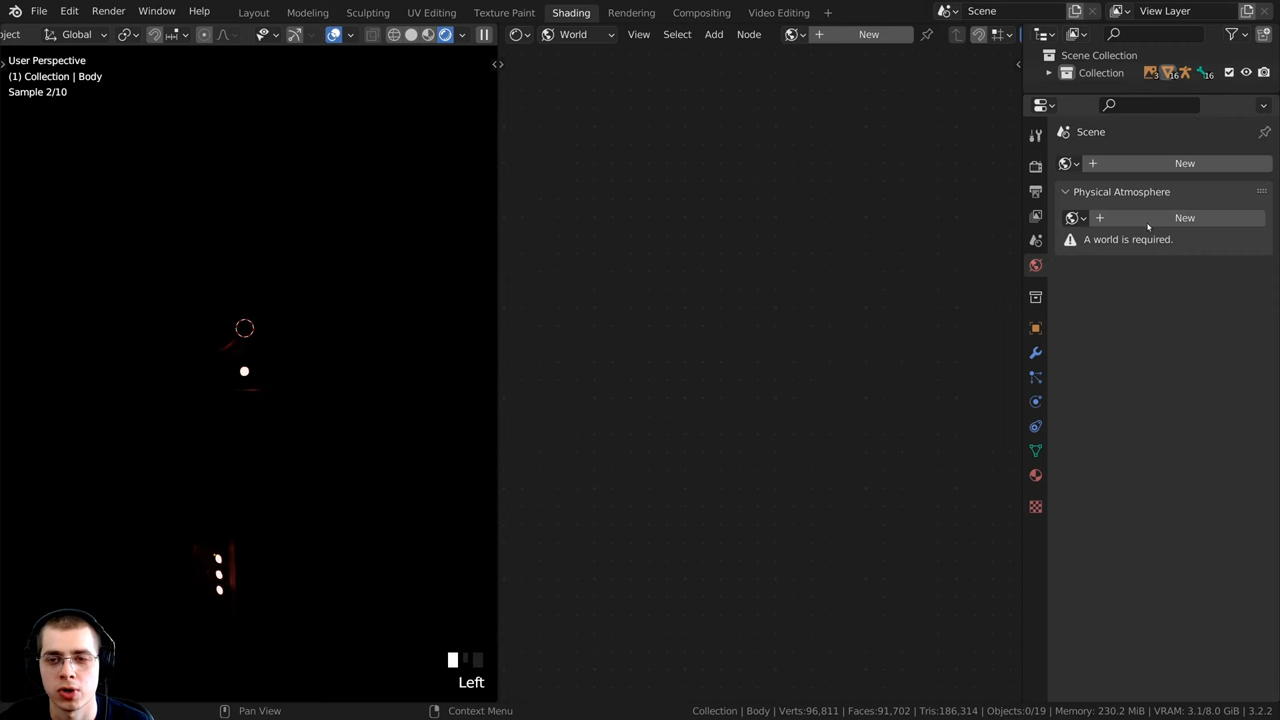 File Edit Render Window Help Layout Modeling Sculpting UV Editing Texture Paint Shading Rendering Compositing Video Editing Scene View Layer
ject Global World View Select Add Node New
User Perspective
(1) Collection | Body
Sample 2/10
Scene Collection
Collection 3 16 16
Scene
New
Physical Atmosphere
New
A world is required.
Left
Pan View Context Menu Collection | Body Verts:96,811 | Faces:91,702 | Tris:186,314 | Objects:0/19 | Memory: 230.2 MiB | VRAM: 3.1/8.0 GiB | 3.2.2